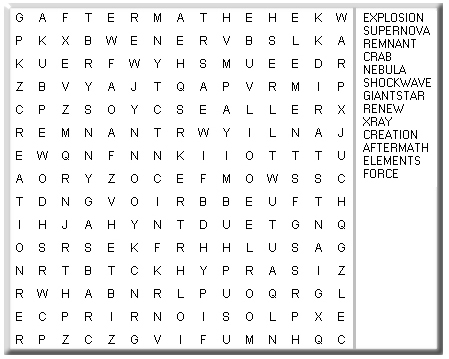 G A F T E R M A T H E H E K W
P K X B W E N E R V B S L K A
K U E R F W Y H S M U E E D R
Z B V Y A J T Q A P V R M I P
C P Z S O Y C S E A L L E R X
R E M N A N T R W Y I L N A J
E W Q N F N N K I I O T T T U
A O R Y Z O C E F M O W S S C
T D N G V O I R B B E U F T H
I H J A H Y N T D U E T G N Q
O S R S E K F R H H L U S A G
N R T B T C K H Y P R A S I Z
R W H A B N R L P U O Q R G L
E C P R I R N O I S O L P X E
R P Z C Z G V I F U M N H Q C
EXPLOSION
SUPERNOVA
REMNANT
CRAB
NEBULA
SHOCKWAVE
GIANTSTAR
RENEW
XRAY
CREATION
AFTERMATH
ELEMENTS
FORCE